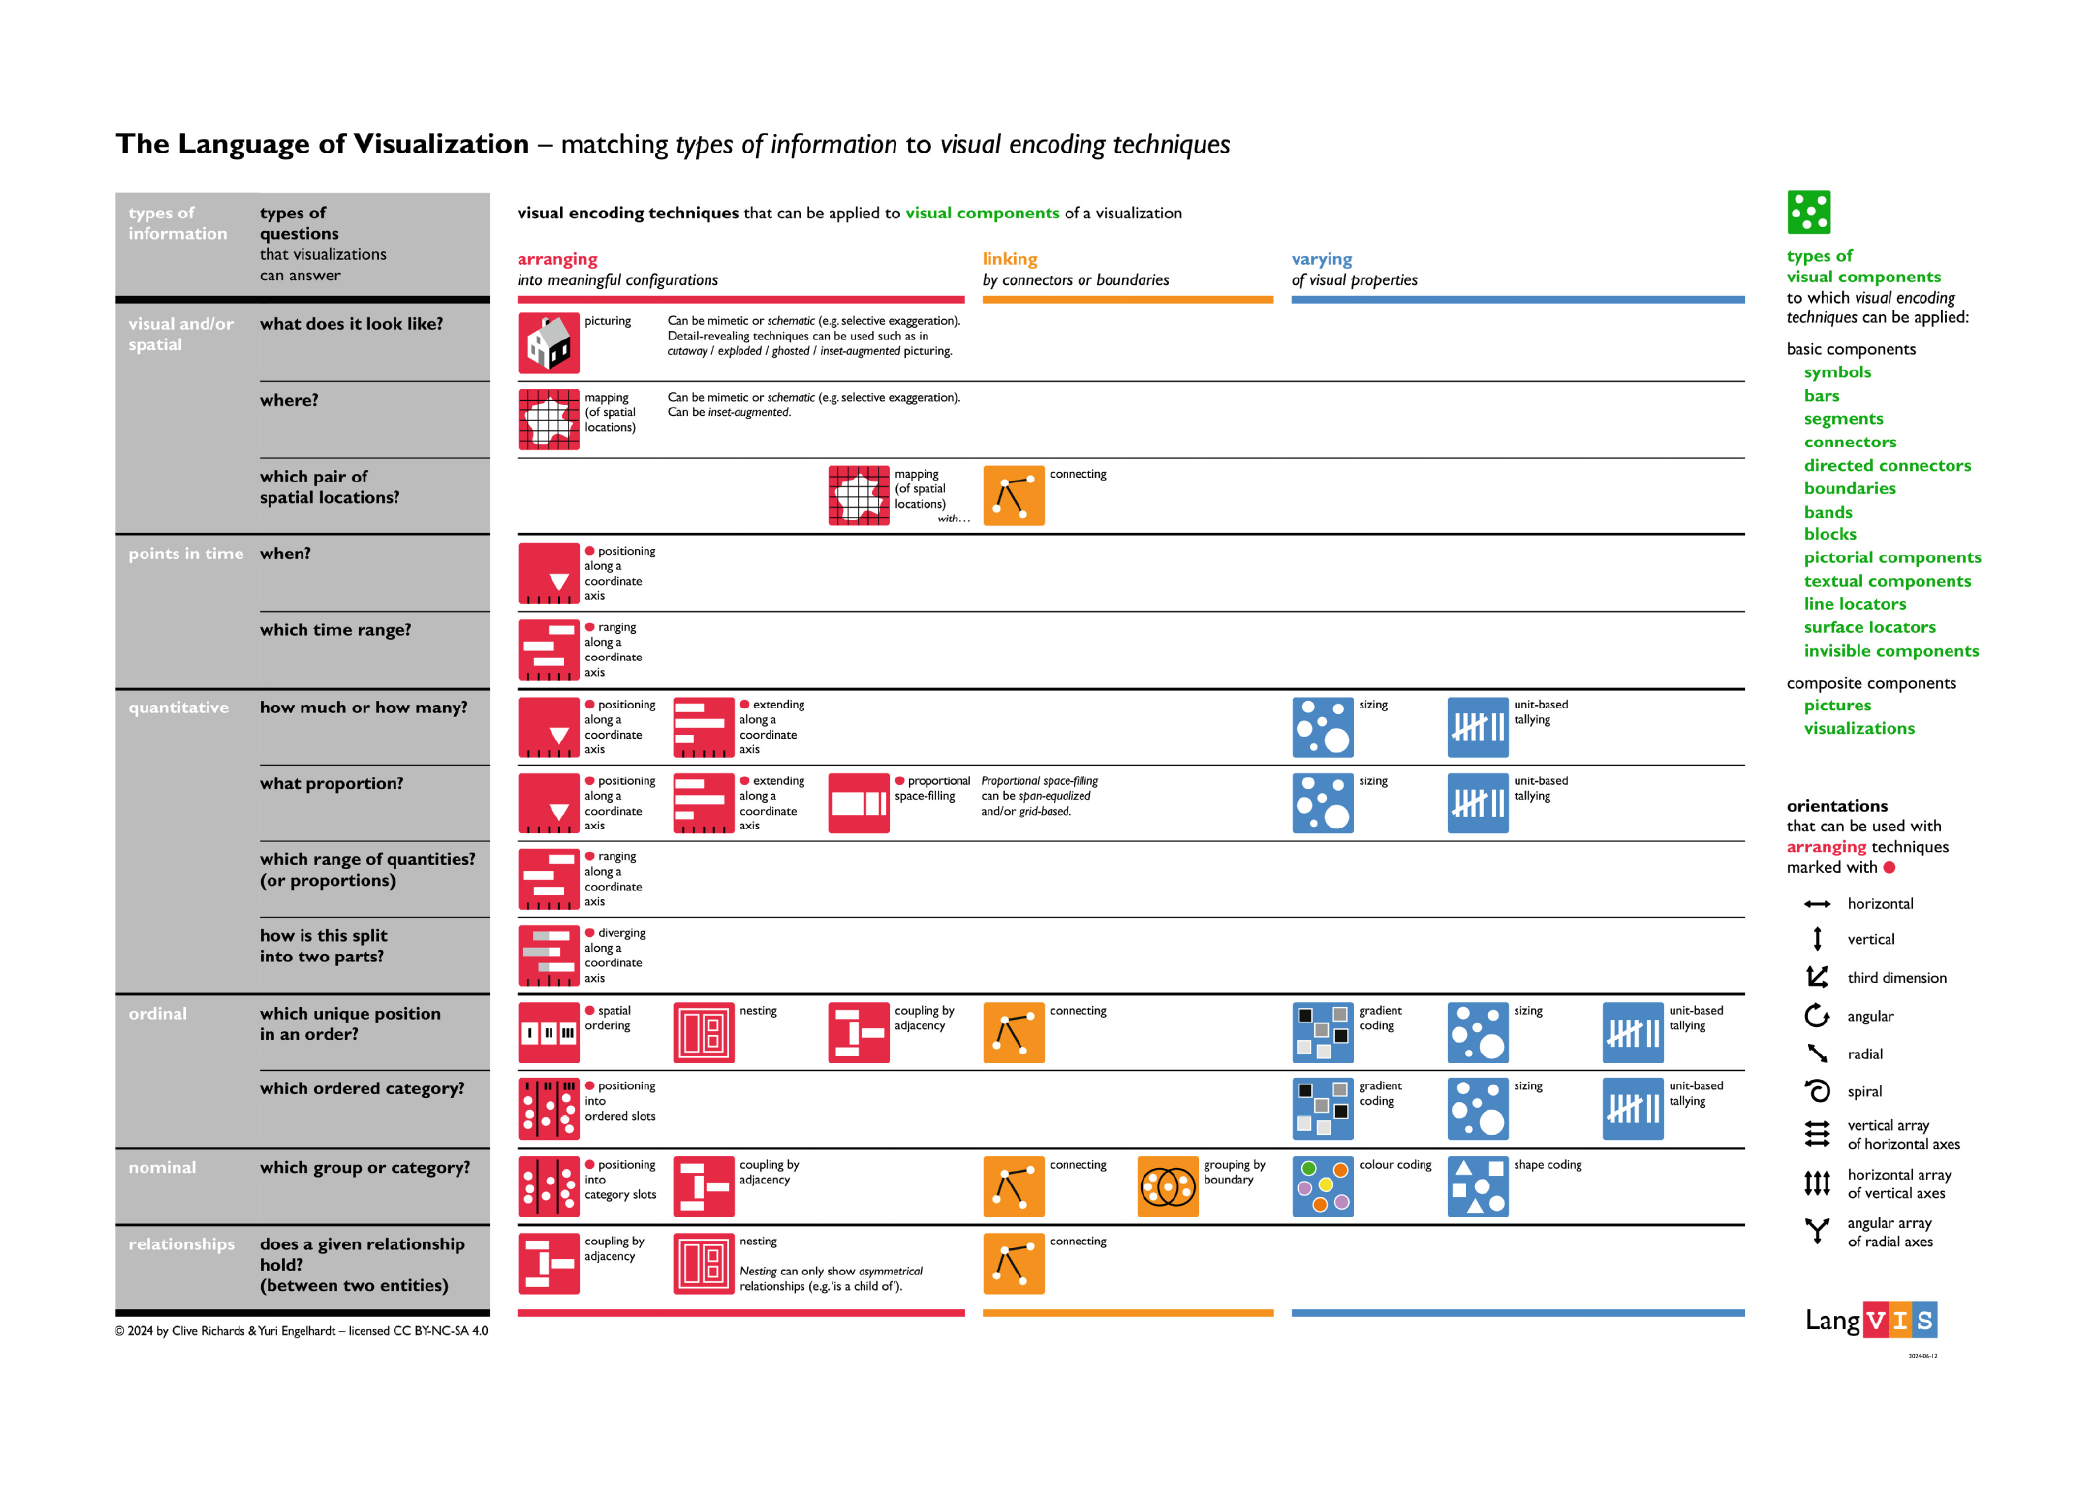 The Language of Visualization – matching types of information to visual encoding techniques
types of
information
types of
questions
that visualizations
can answer
visual encoding techniques that can be applied to visual components of a visualization
arranging
into meaningful configurations
linking
by connectors or boundaries
varying
of visual properties
visual and/or
spatial
what does it look like?
picturing
Can be mimetic or schematic (e.g. selective exaggeration).
Detail-revealing techniques can be used such as in
cutaway / exploded / ghosted / inset-augmented picturing.
where?
mapping
(of spatial
locations)
Can be mimetic or schematic (e.g. selective exaggeration).
Can be inset-augmented.
which pair of
spatial locations?
mapping
(of spatial
locations)
with…
connecting
points in time
when?
positioning
along a
coordinate
axis
which time range?
ranging
along a
coordinate
axis
quantitative
how much or how many?
positioning
along a
coordinate
axis
extending
along a
coordinate
axis
sizing
unit-based
tallying
what proportion?
positioning
along a
coordinate
axis
extending
along a
coordinate
axis
proportional
space-filling
Proportional space-filling
can be span-equalized
and/or grid-based.
sizing
unit-based
tallying
which range of quantities?
(or proportions)
ranging
along a
coordinate
axis
how is this split
into two parts?
diverging
along a
coordinate
axis
ordinal
which unique position
in an order?
I II III
spatial
ordering
nesting
coupling by
adjacency
connecting
gradient
coding
sizing
unit-based
tallying
which ordered category?
I II III
positioning
into
ordered slots
gradient
coding
sizing
unit-based
tallying
nominal
which group or category?
positioning
into
category slots
coupling by
adjacency
connecting
grouping by
boundary
colour coding
shape coding
relationships
does a given relationship
hold?
(between two entities)
coupling by
adjacency
nesting
Nesting can only show asymmetrical
relationships (e.g. 'is a child of').
connecting
© 2024 by Clive Richards & Yuri Engelhardt – licensed CC BY-NC-SA 4.0
types of
visual components
to which visual encoding
techniques can be applied:
basic components
symbols
bars
segments
connectors
directed connectors
boundaries
bands
blocks
pictorial components
textual components
line locators
surface locators
invisible components
composite components
pictures
visualizations
orientations
that can be used with
arranging techniques
marked with
horizontal
vertical
third dimension
angular
radial
spiral
vertical array
of horizontal axes
horizontal array
of vertical axes
angular array
of radial axes
LangVIS
2024-06-12